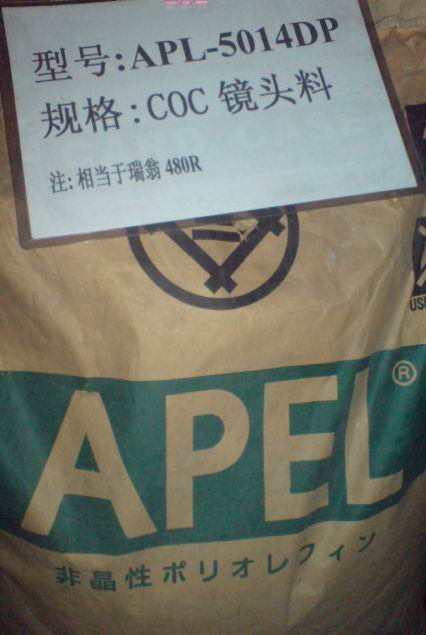 型号:APL-5014DP
规格:COC 镜头料
注:相当于瑞翁 480R
APEL®
非晶性ポリオレフィン